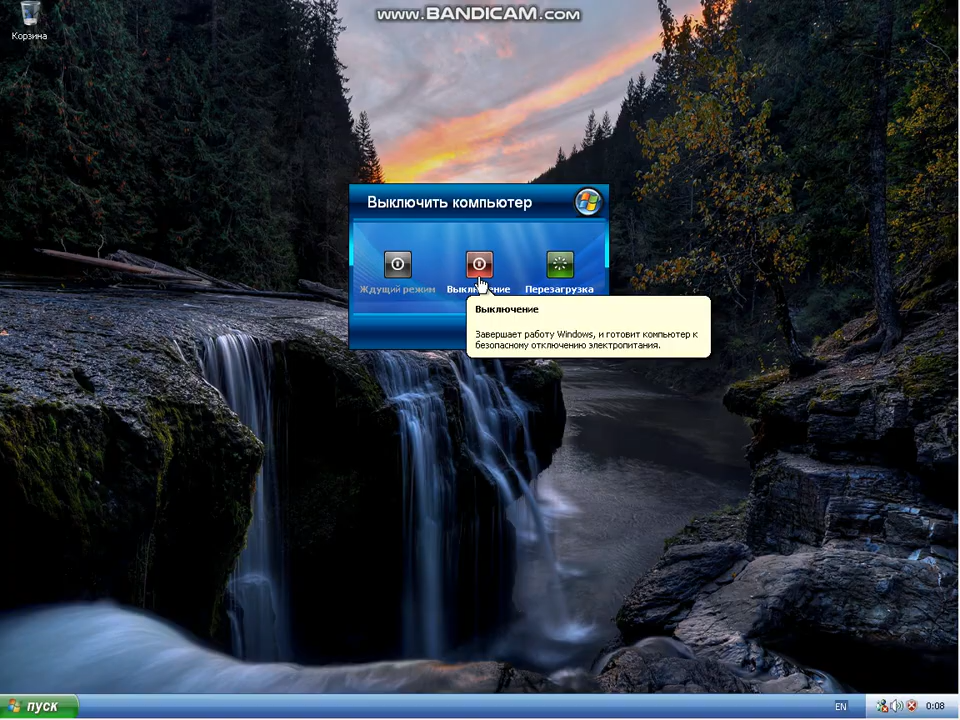 www.BANDICAM.com
Корзина
Выключить компьютер
Ждущий режим
Выключение
Перезагрузка
Выключение
Завершает работу Windows, и готовит компьютер к
безопасному отключению электропитания.
пуск
EN
0:08